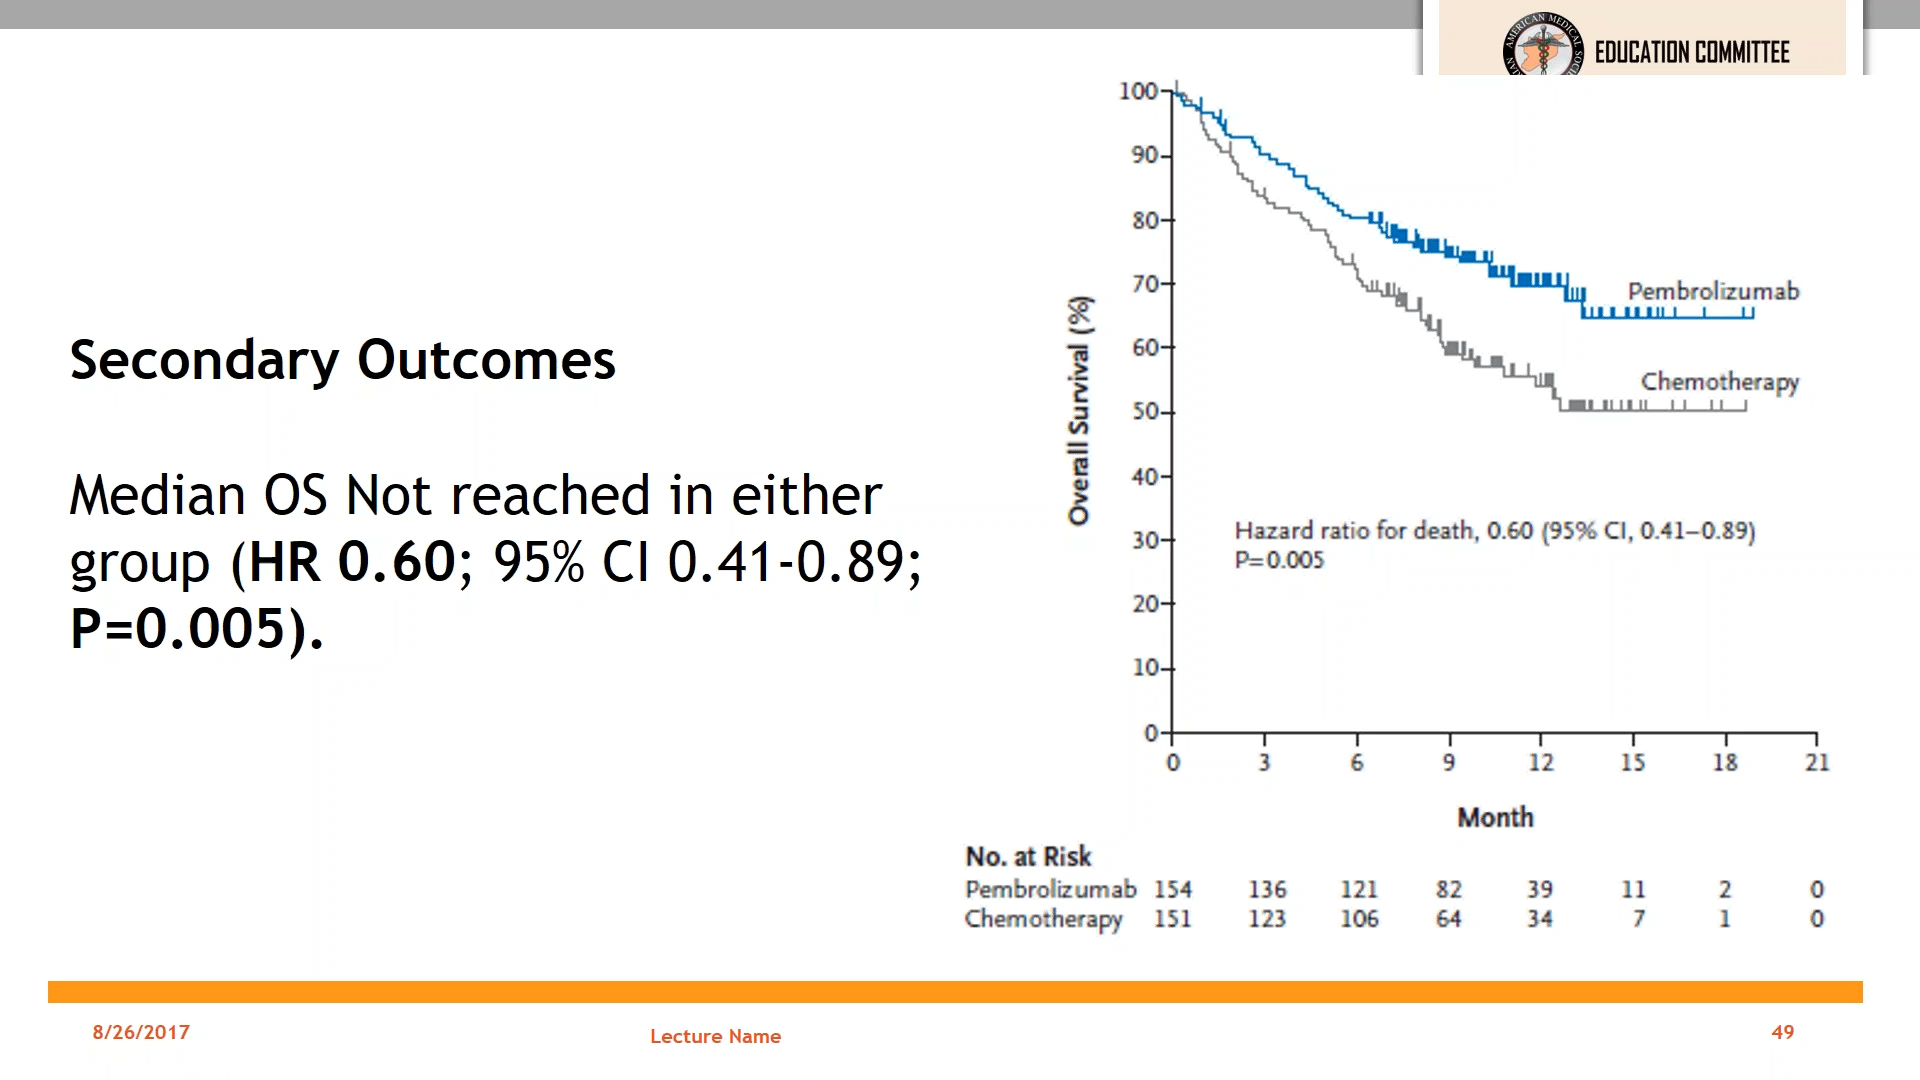 EDUCATION COMMITTEE
AMERICAN MEDICAL
Secondary Outcomes
Median OS Not reached in either
group (HR 0.60; 95% CI 0.41-0.89;
P=0.005).
Overall Survival (%)
100
90
80
70
60
50
40
30
20
10
0
Pembrolizumab
Chemotherapy
Hazard ratio for death, 0.60 (95% CI, 0.41–0.89)
P=0.005
0 3 6 9 12 15 18 21
Month
No. at Risk
Pembrolizumab 154 136 121 82 39 11 2 0
Chemotherapy 151 123 106 64 34 7 1 0
8/26/2017
Lecture Name
49